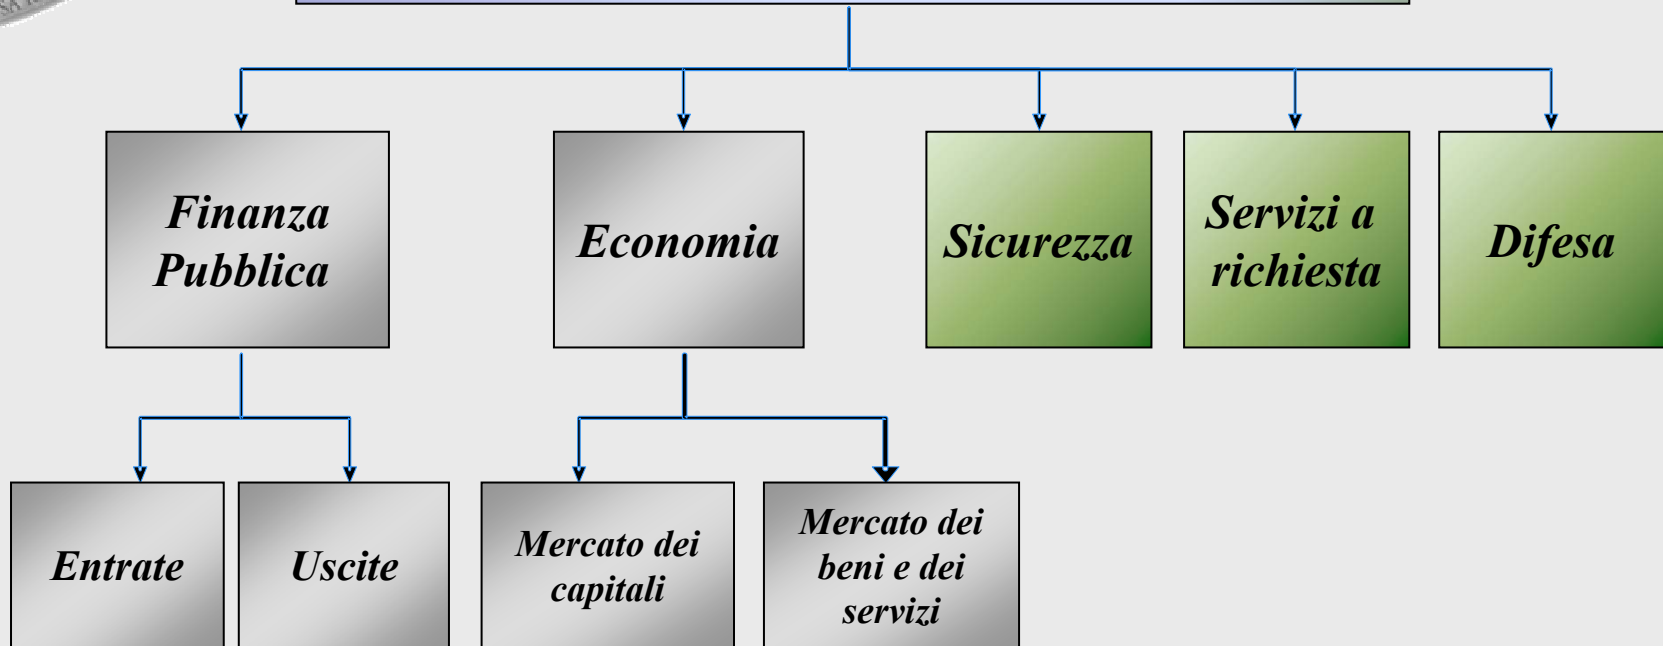 Finanza
Pubblica
Economia
Sicurezza
Servizi a
richiesta
Difesa
Entrate
Uscite
Mercato dei
capitali
Mercato dei
beni e dei
servizi